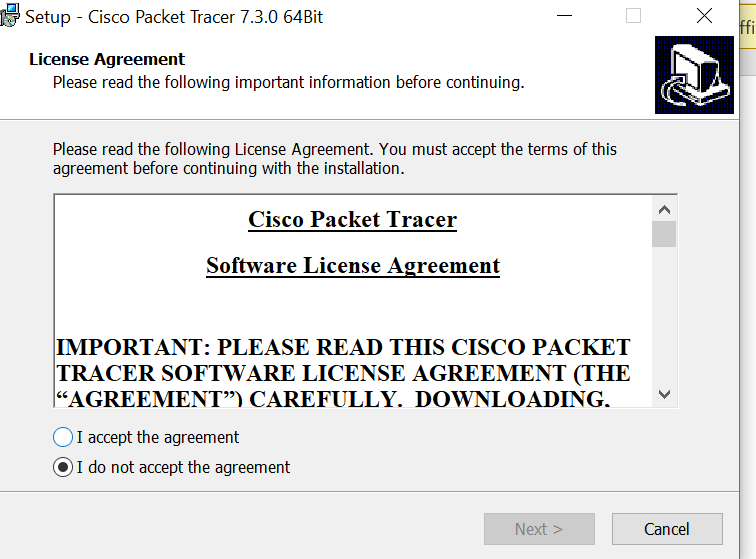 Setup - Cisco Packet Tracer 7.3.0 64Bit
License Agreement
Please read the following important information before continuing.
Please read the following License Agreement. You must accept the terms of this
agreement before continuing with the installation.
Cisco Packet Tracer
Software License Agreement
IMPORTANT: PLEASE READ THIS CISCO PACKET
TRACER SOFTWARE LICENSE AGREEMENT (THE
“AGREEMENT”) CAREFULLY. DOWNLOADING,
I accept the agreement
I do not accept the agreement
Next >
Cancel